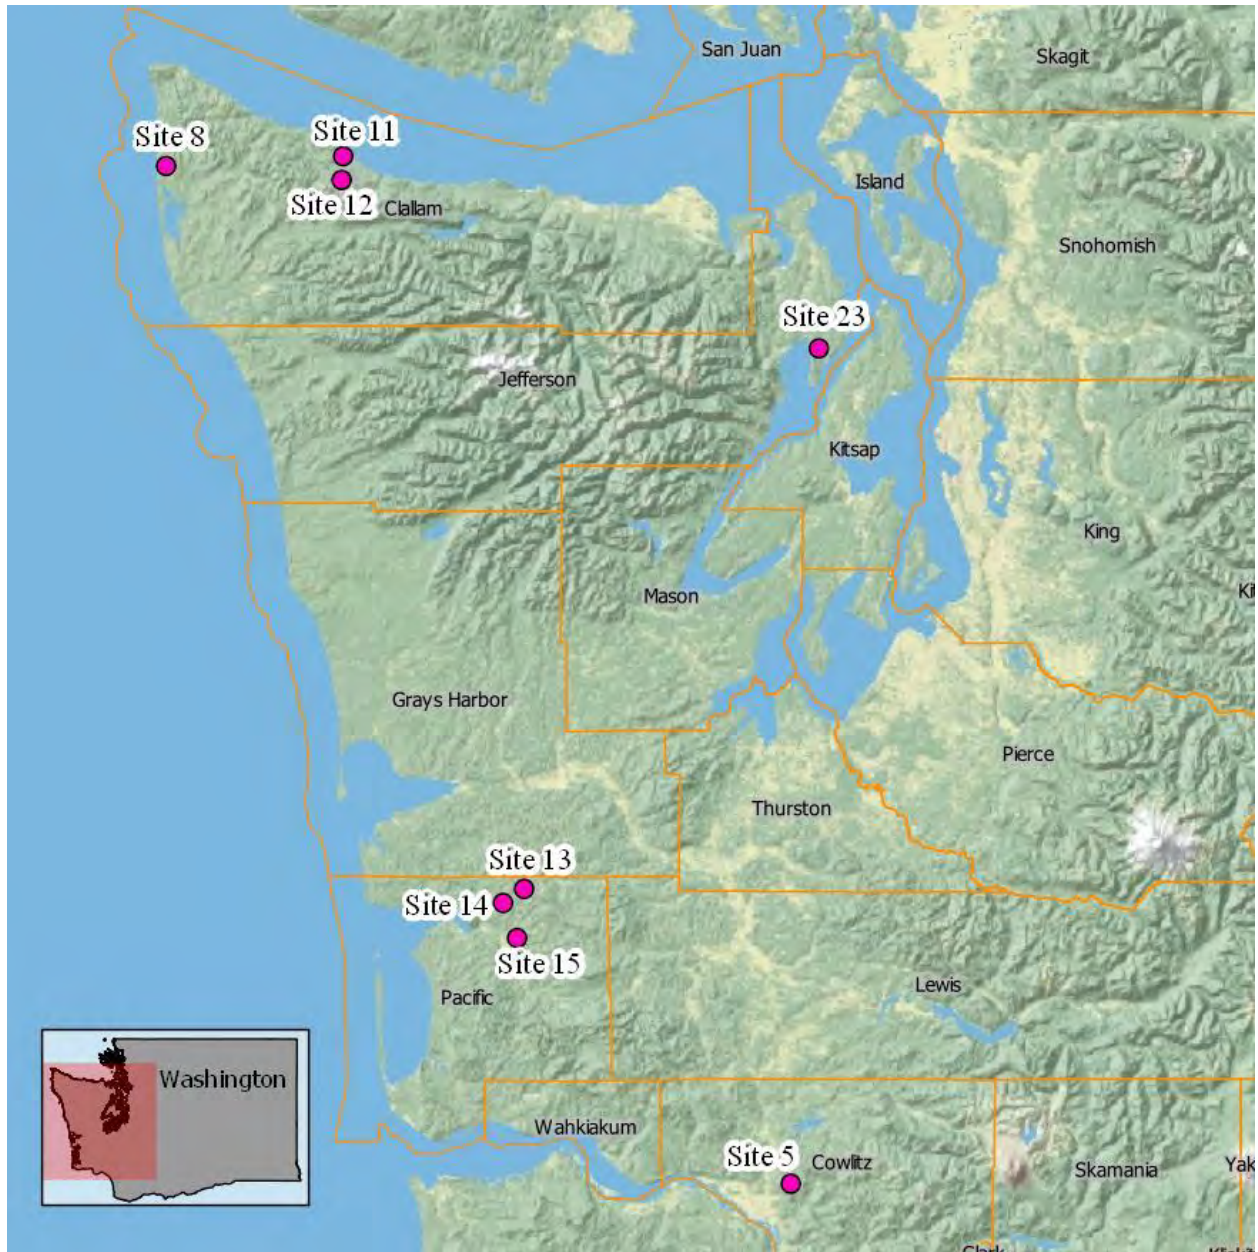 San Juan
Skagit
Site 11
Site 8
Island
Site 12
Clallam
Snohomish
Site 23
Jefferson
Kitsap
King
Mason
Grays Harbor
Pierce
Thurston
Site 13
Site 14
Site 15
Lewis
Pacific
Washington
Wahkiakum
Site 5
Cowlitz
Skamania